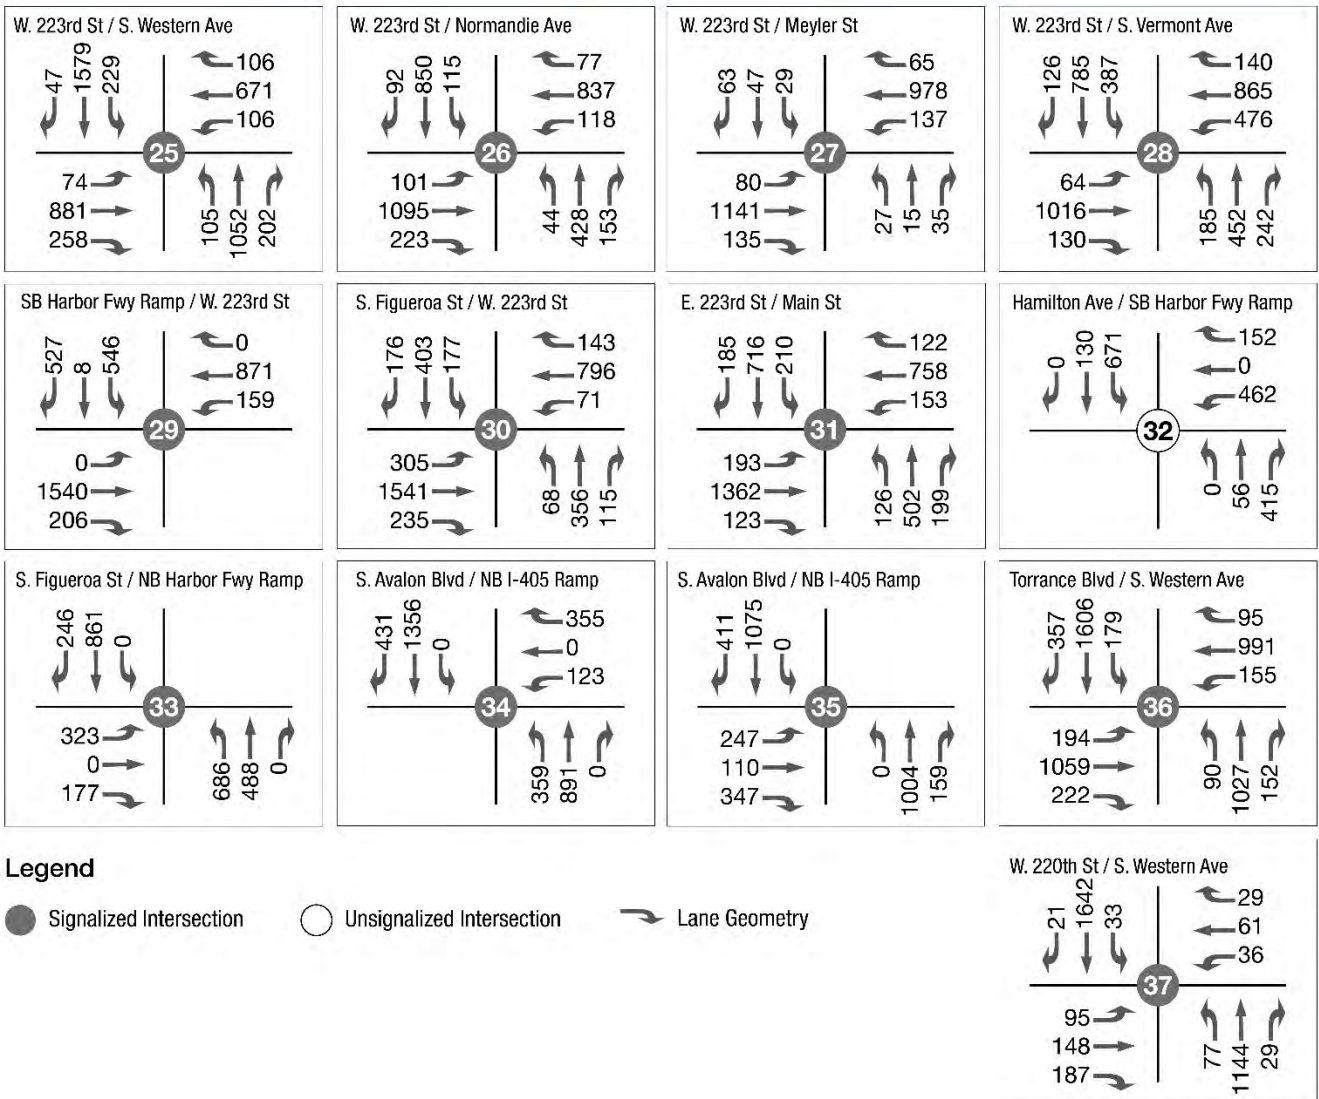 W. 223rd St / S. Western Ave
47 1579 229
106
671
106
25
74
881
258
105 1052 202
W. 223rd St / Normandie Ave
92 850 115
77
837
118
26
101
1095
223
44 428 153
W. 223rd St / Meyler St
63 47 29
65
978
137
27
80
1141
135
27 15 35
W. 223rd St / S. Vermont Ave
126 785 387
140
865
476
28
64
1016
130
185 452 242
SB Harbor Fwy Ramp / W. 223rd St
527 8 546
0
871
159
29
0
1540
206
S. Figueroa St / W. 223rd St
176 403 177
143
796
71
30
305
1541
235
68 356 115
E. 223rd St / Main St
185 716 210
122
758
153
31
193
1362
123
126 502 199
Hamilton Ave / SB Harbor Fwy Ramp
0 130 671
152
0
462
32
0 56 415
S. Figueroa St / NB Harbor Fwy Ramp
246 861 0
33
323
0
177
686 488 0
S. Avalon Blvd / NB I-405 Ramp
431 1356 0
355
0
123
34
359 891 0
S. Avalon Blvd / NB I-405 Ramp
411 1075 0
35
247
110
347
0 1004 159
Torrance Blvd / S. Western Ave
357 1606 179
95
991
155
36
194
1059
222
90 1027 152
Legend
Signalized Intersection
Unsignalized Intersection
Lane Geometry
W. 220th St / S. Western Ave
21 1642 33
29
61
36
37
95
148
187
77 1144 29